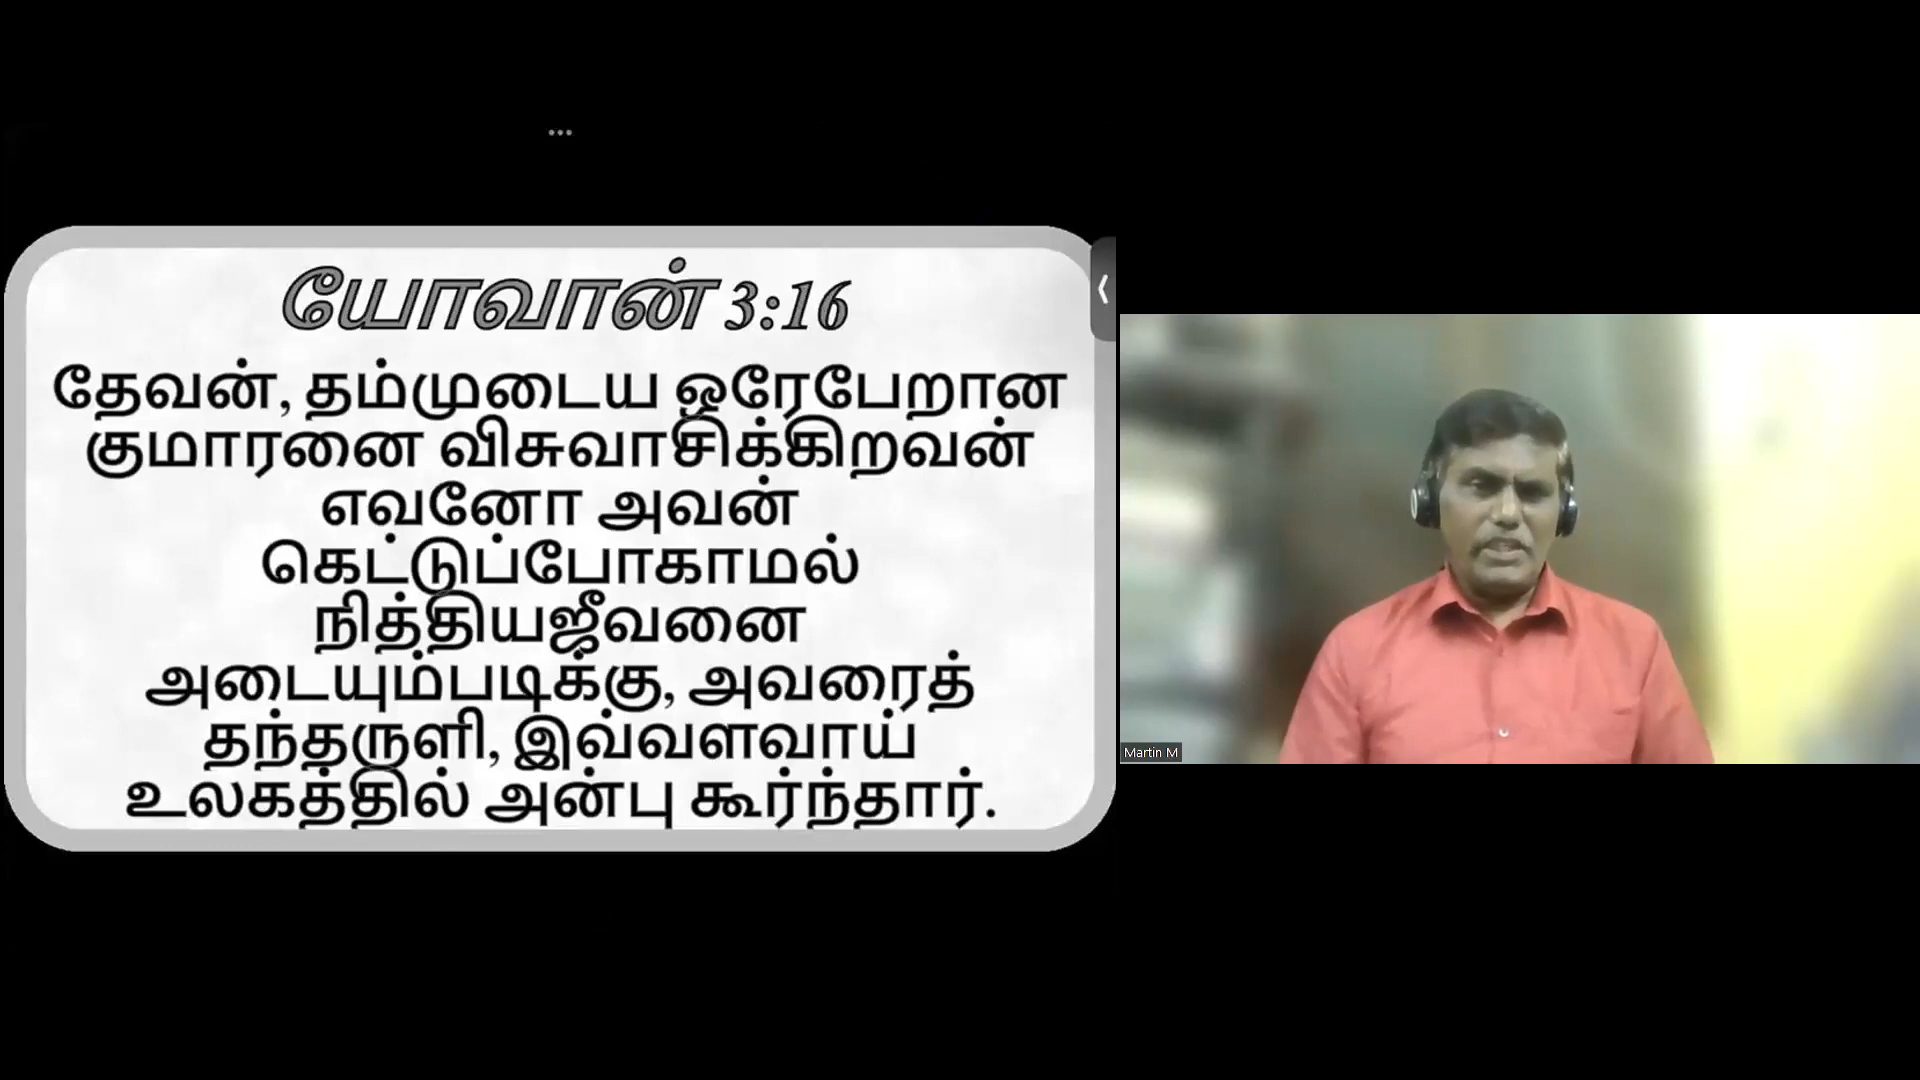 யோவான் 3:16
தேவன், தம்முடைய ஒரேபேறான
குமாரனை விசுவாசிக்கிறவன்
எவனோ அவன்
கெட்டுப்போகாமல்
நித்தியஜீவனை
அடையும்படிக்கு, அவரைத்
தந்தருளி, இவ்வளவாய்
உலகத்தில் அன்பு கூர்ந்தார்.
Martin M